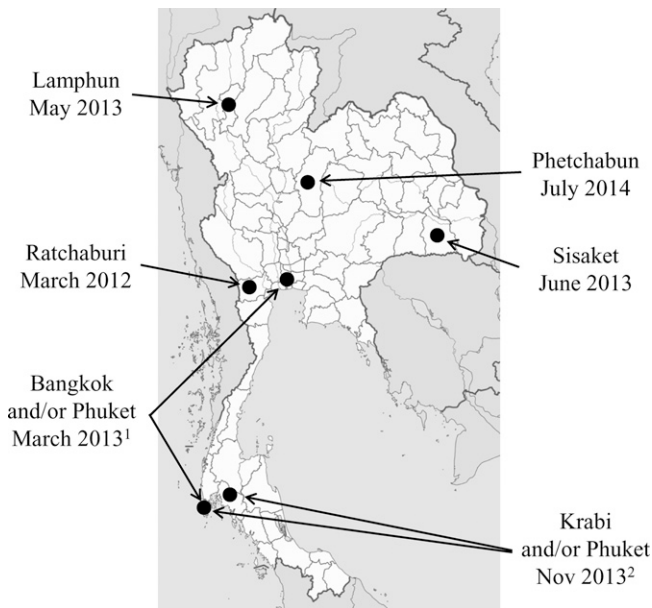 Lamphun
May 2013
Phetchabun
July 2014
Ratchaburi
March 2012
Sisaket
June 2013
Bangkok
and/or Phuket
March 2013¹
Krabi
and/or Phuket
Nov 2013²